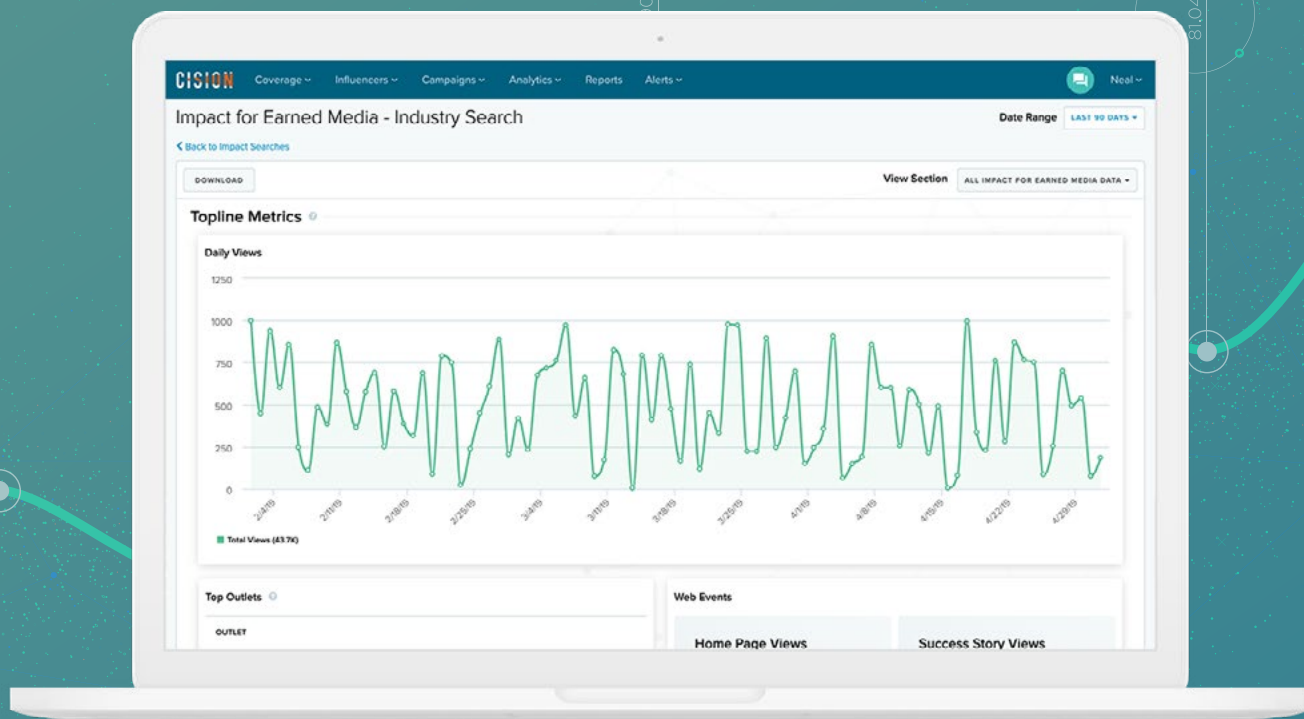 81.04
CISION Coverage Influencers Campaigns Analytics Reports Alerts Neal
Impact for Earned Media - Industry Search
Date Range LAST 90 DAYS
Back to Impact Searches
DOWNLOAD
View Section ALL IMPACT FOR EARNED MEDIA DATA
Topline Metrics ?
Daily Views
1250
1000
750
500
250
0
2/4/19 2/11/19 2/18/19 2/25/19 3/4/19 3/11/19 3/18/19 3/25/19 4/1/19 4/8/19 4/15/19 4/22/19 4/29/19
Total Views (43.7K)
Top Outlets ?
Web Events
OUTLET
Home Page Views
Success Story Views